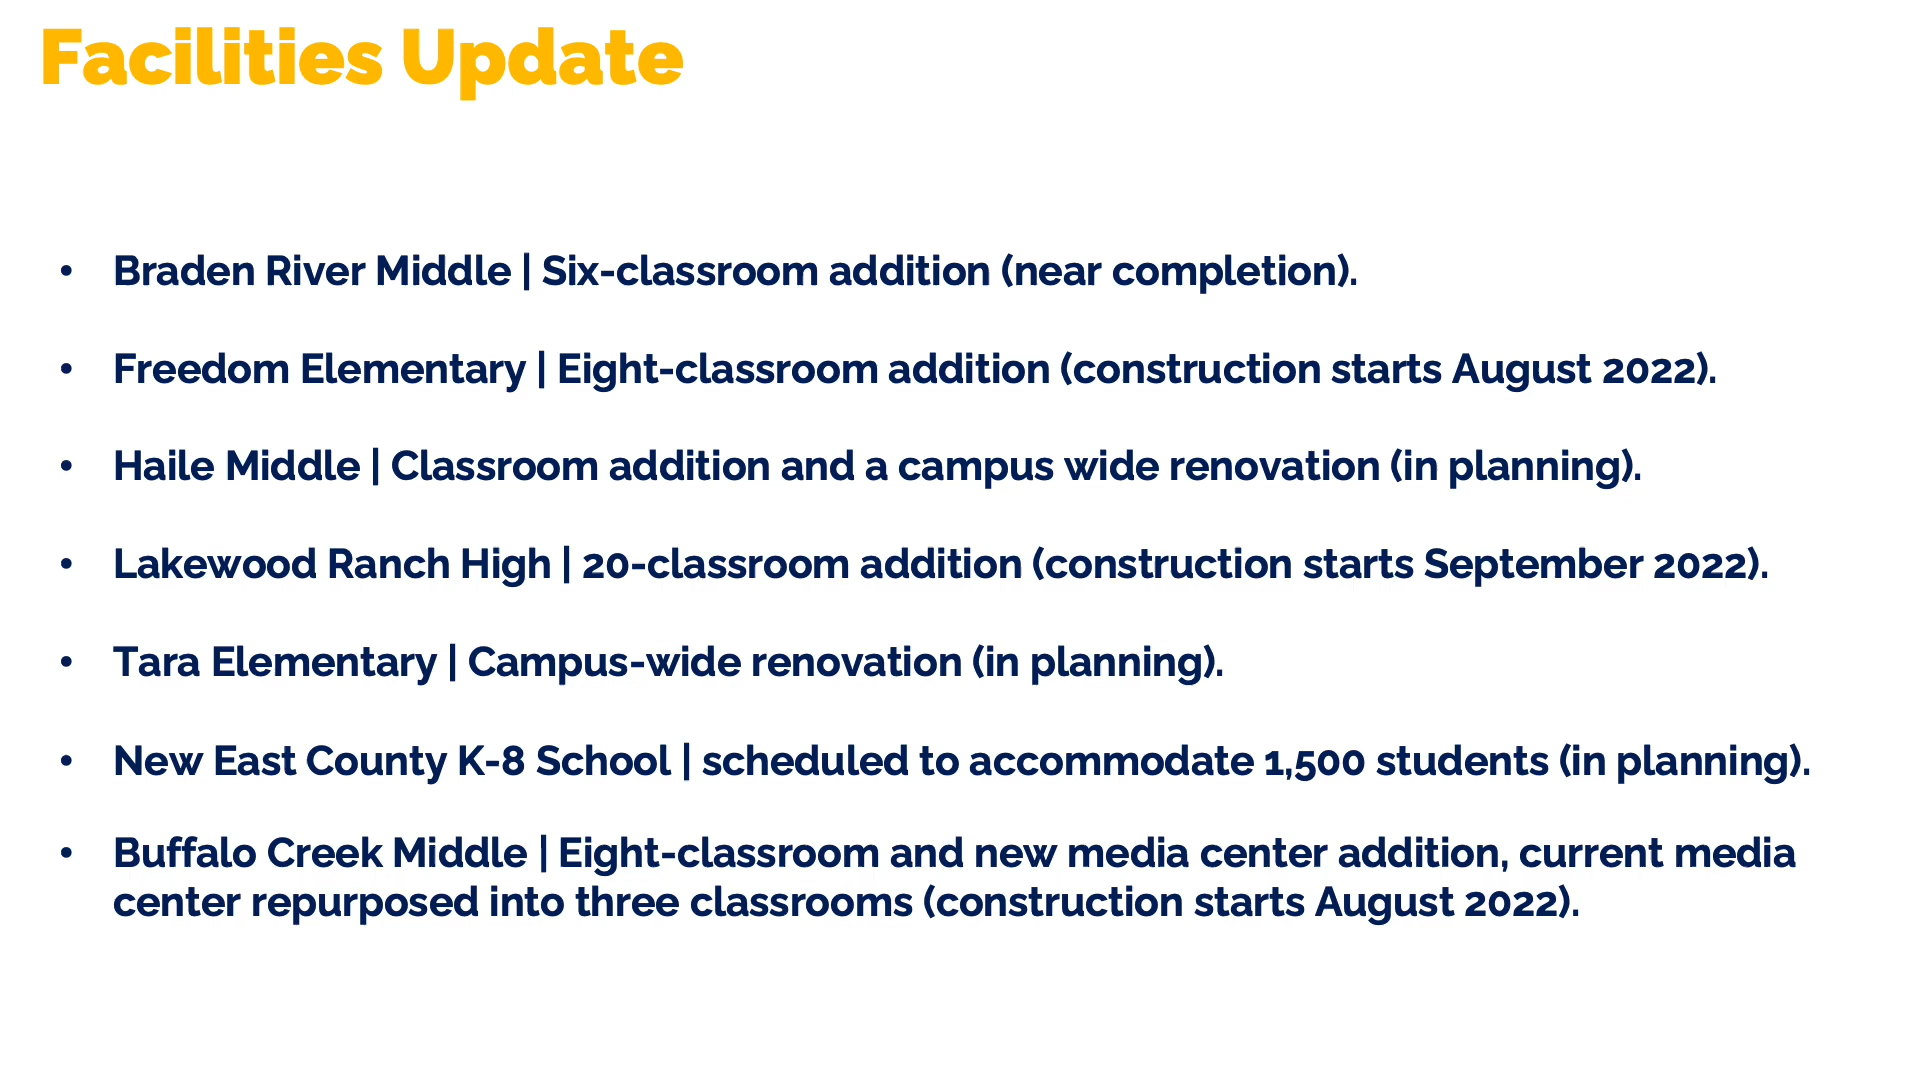 Facilities Update
• Braden River Middle | Six-classroom addition (near completion).
• Freedom Elementary | Eight-classroom addition (construction starts August 2022).
• Haile Middle | Classroom addition and a campus wide renovation (in planning).
• Lakewood Ranch High | 20-classroom addition (construction starts September 2022).
• Tara Elementary | Campus-wide renovation (in planning).
• New East County K-8 School | scheduled to accommodate 1,500 students (in planning).
• Buffalo Creek Middle | Eight-classroom and new media center addition, current media
center repurposed into three classrooms (construction starts August 2022).